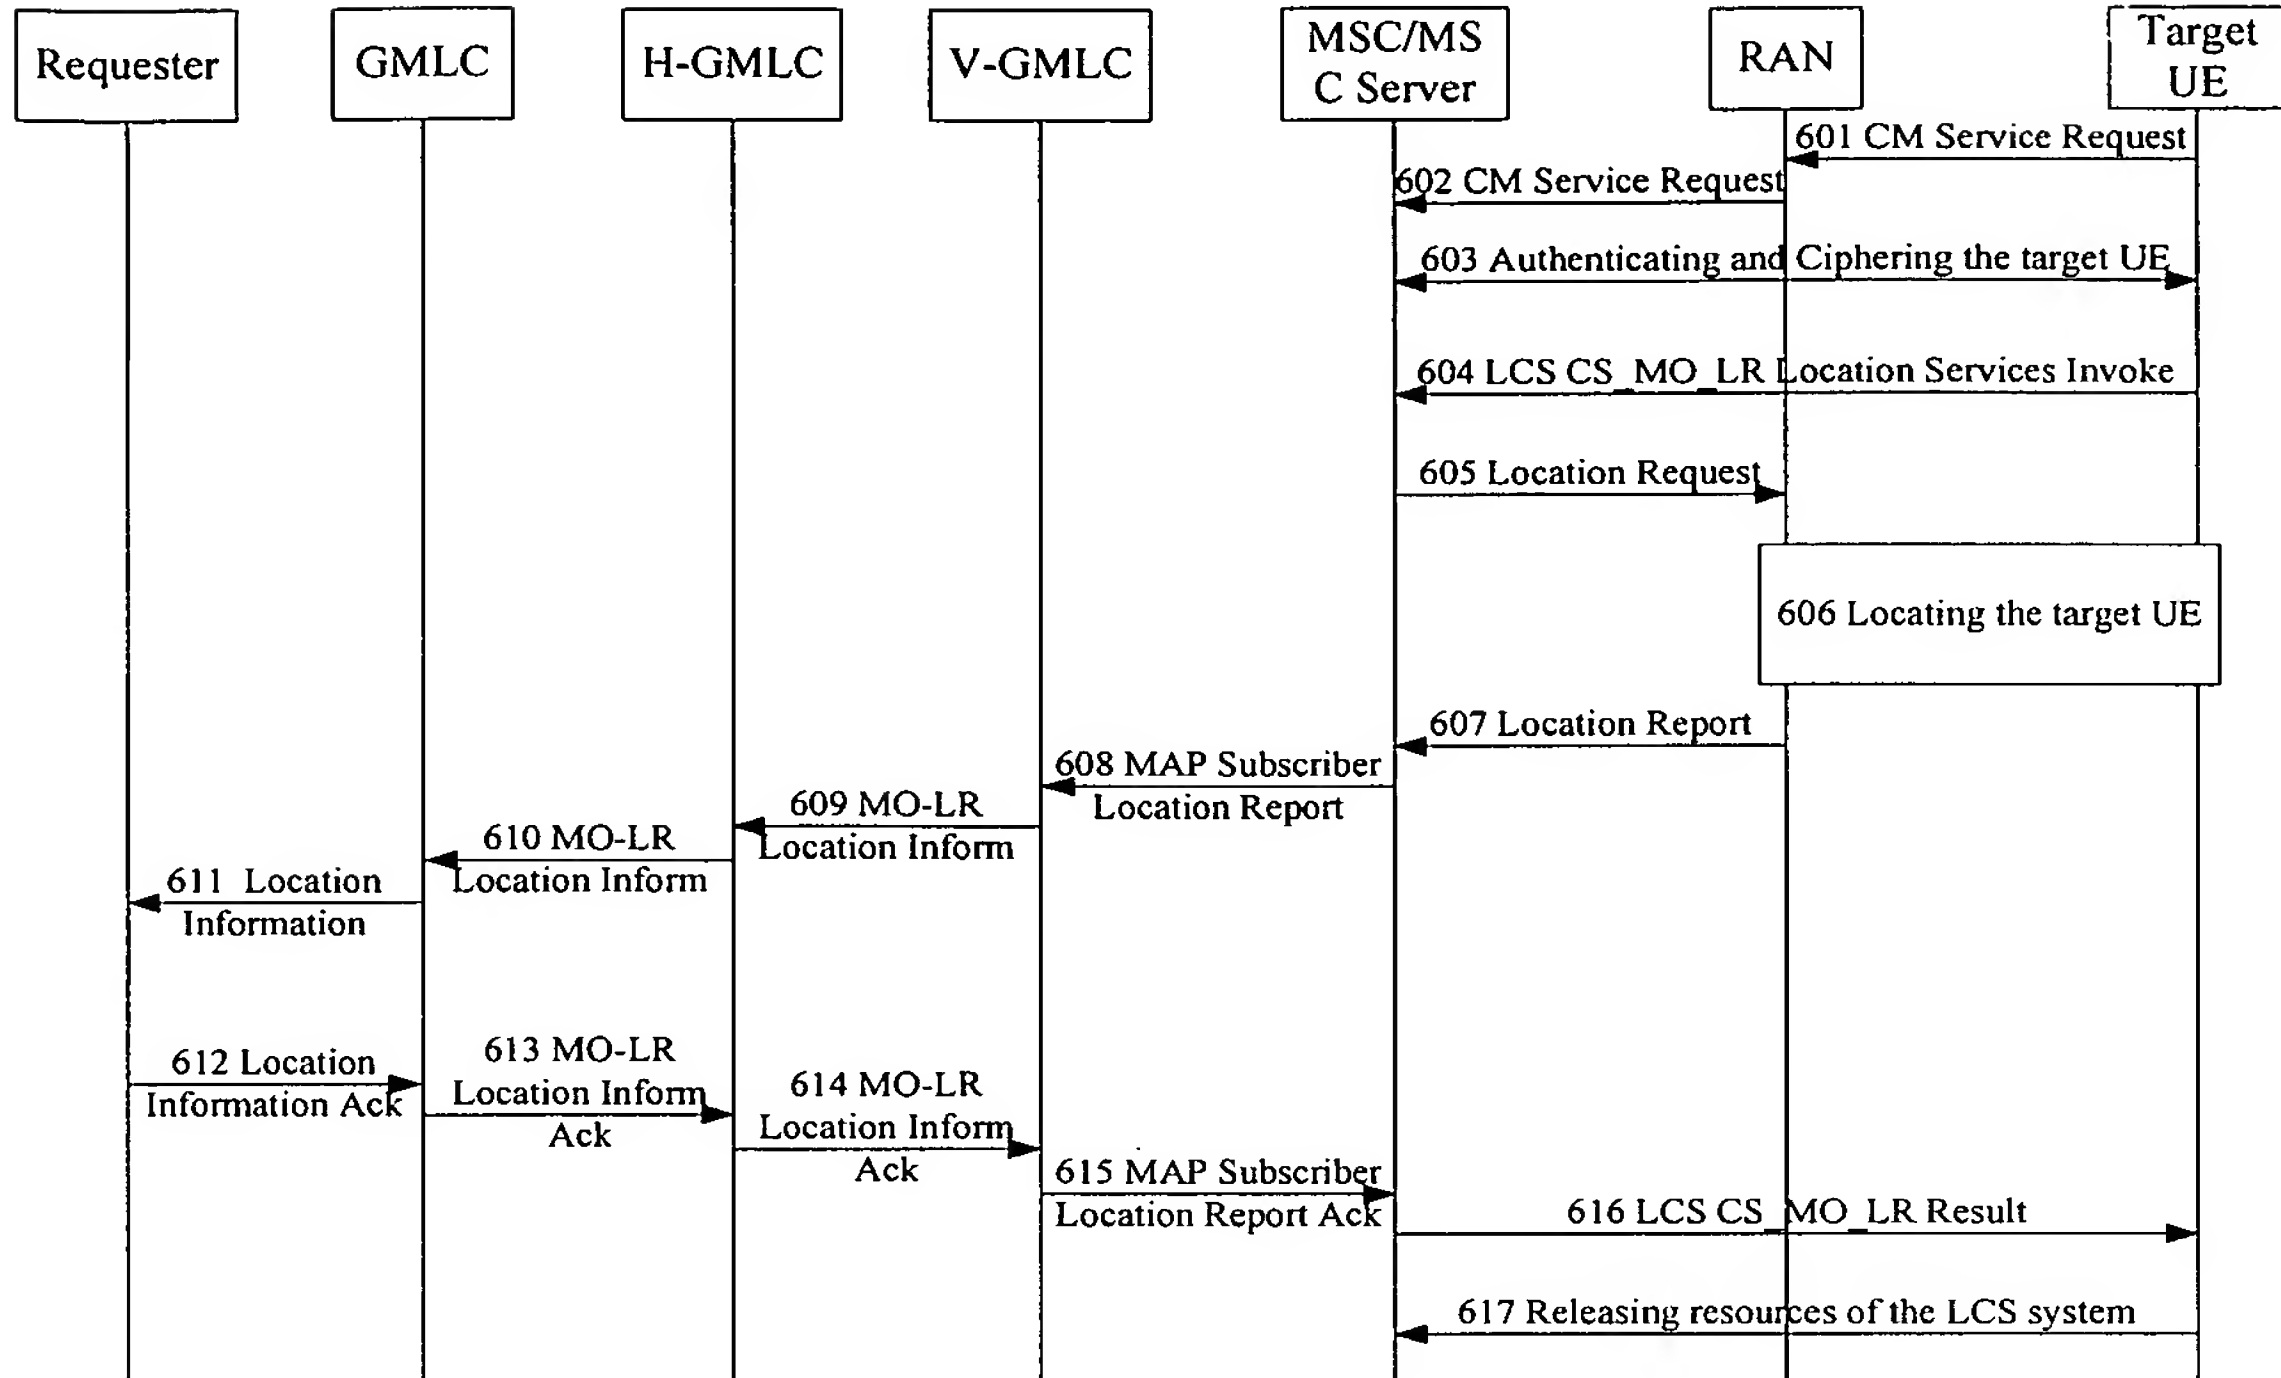 Requester
GMLC
H-GMLC
V-GMLC
MSC/MS
C Server
RAN
Target
UE
601 CM Service Request
602 CM Service Request
603 Authenticating and Ciphering the target UE
604 LCS CS_MO_LR Location Services Invoke
605 Location Request
606 Locating the target UE
607 Location Report
608 MAP Subscriber
Location Report
609 MO-LR
Location Inform
610 MO-LR
Location Inform
611 Location
Information
612 Location
Information Ack
613 MO-LR
Location Inform
Ack
614 MO-LR
Location Inform
Ack
615 MAP Subscriber
Location Report Ack
616 LCS CS_MO_LR Result
617 Releasing resources of the LCS system